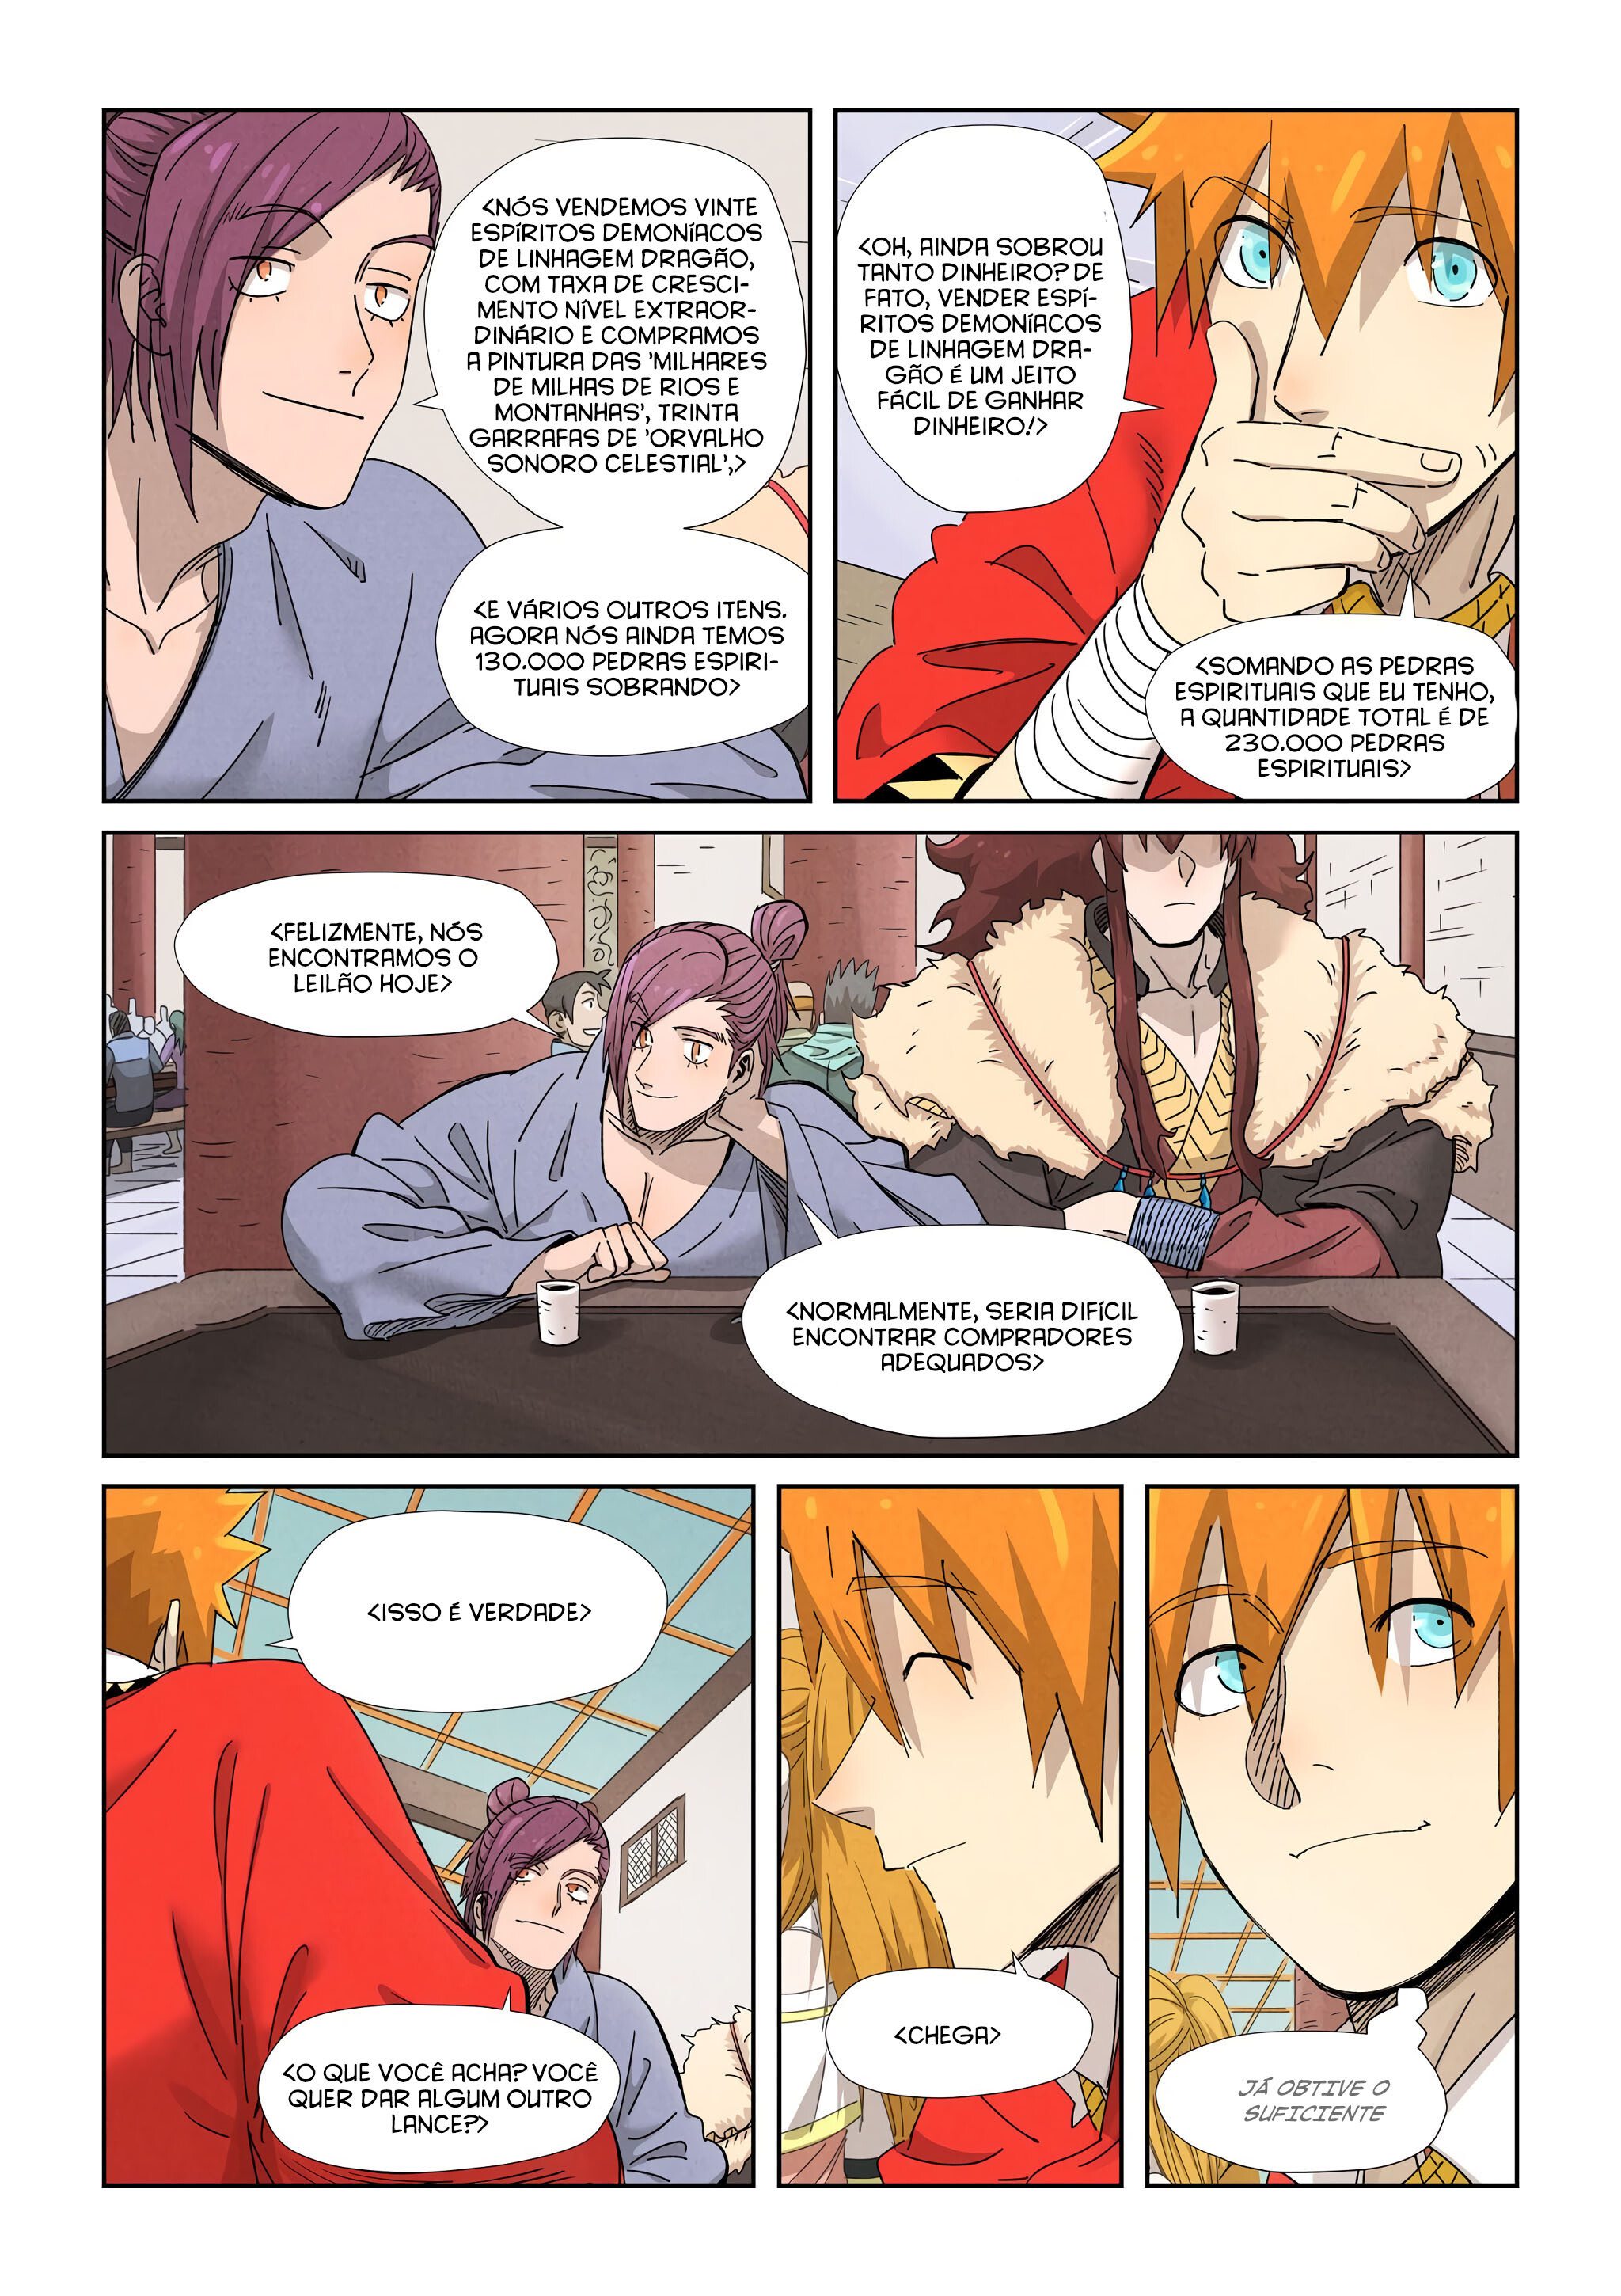 <NÓS VENDEMOS VINTE
ESPÍRITOS DEMONÍACOS
DE LINHAGEM DRAGÃO,
COM TAXA DE CRESCI-
MENTO NÍVEL EXTRAOR-
DINÁRIO E COMPRAMOS
A PINTURA DAS 'MILHARES
DE MILHAS DE RIOS E
MONTANHAS', TRINTA
GARRAFAS DE 'ORVALHO
SONORO CELESTIAL',>
<E VÁRIOS OUTROS ITENS.
AGORA NÓS AINDA TEMOS
130.000 PEDRAS ESPIRI-
TUAIS SOBRANDO>
<OH, AINDA SOBROU
TANTO DINHEIRO? DE
FATO, VENDER ESPÍ-
RITOS DEMONÍACOS
DE LINHAGEM DRA-
GÃO É UM JEITO
FÁCIL DE GANHAR
DINHEIRO!>
<SOMANDO AS PEDRAS
ESPIRITUAIS QUE EU TENHO,
A QUANTIDADE TOTAL É DE
230.000 PEDRAS
ESPIRITUAIS>
<FELIZMENTE, NÓS
ENCONTRAMOS O
LEILÃO HOJE>
<NORMALMENTE, SERIA DIFÍCIL
ENCONTRAR COMPRADORES
ADEQUADOS>
<ISSO É VERDADE>
<O QUE VOCÊ ACHA? VOCÊ
QUER DAR ALGUM OUTRO
LANCE?>
<CHEGA>
JÁ OBTIVE O
SUFICIENTE